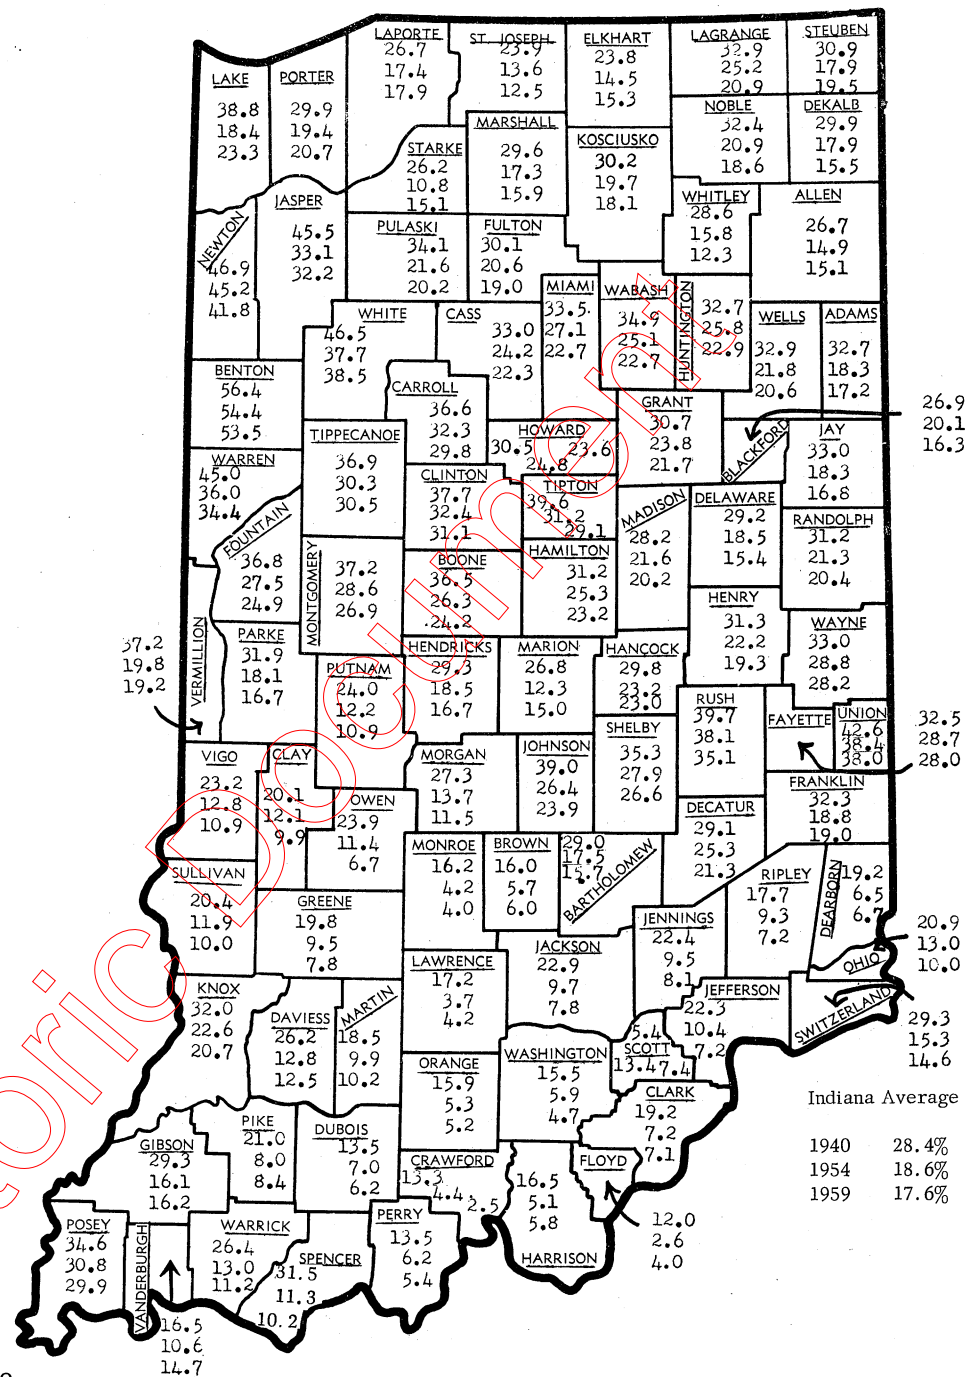 LAPORTE
26.7
17.4
17.9
ST. JOSEPH
23.9
13.6
12.5
ELKHART
23.8
14.5
15.3
LAGRANGE
32.9
25.2
20.9
STEUBEN
30.9
17.9
19.5
LAKE
38.8
18.4
23.3
PORTER
29.9
19.4
20.7
NOBLE
32.4
20.9
18.6
DEKALB
29.9
17.9
15.5
STARKE
26.2
10.8
15.1
MARSHALL
29.6
17.3
15.9
KOSCIUSKO
30.2
19.7
18.1
WHITLEY
28.6
15.8
12.3
ALLEN
26.7
14.9
15.1
NEWTON
46.9
45.2
41.8
JASPER
45.5
33.1
32.2
PULASKI
34.1
21.6
20.2
FULTON
30.1
20.6
19.0
MIAMI
33.5
27.1
22.7
WABASH
34.9
25.1
22.7
HUNTINGTON
32.7
25.8
22.9
WELLS
32.9
21.8
20.6
ADAMS
32.7
18.3
17.2
WHITE
46.5
37.7
38.5
CASS
33.0
24.2
22.3
BENTON
56.4
54.4
53.5
CARROLL
36.6
32.3
29.8
HOWARD
30.5 23.6
24.8
GRANT
30.7
23.8
21.7
BLACKFORD
26.9
20.1
16.3
JAY
33.0
18.3
16.8
WARREN
45.0
36.0
34.4
TIPPECANOE
36.9
30.3
30.5
CLINTON
37.7
32.4
31.1
TIPTON
39.6
31.2
29.1
MADISON
28.2
21.6
20.2
DELAWARE
29.2
18.5
15.4
RANDOLPH
31.2
21.3
20.4
FOUNTAIN
36.8
27.5
24.9
MONTGOMERY
37.2
28.6
26.9
BOONE
36.5
26.3
24.2
HAMILTON
31.2
25.3
23.2
HENRY
31.3
22.2
19.3
WAYNE
33.0
28.8
28.2
VERMILLION
37.2
19.8
19.2
PARKE
31.9
18.1
16.7
PUTNAM
24.0
12.2
10.9
HENDRICKS
29.3
18.5
16.7
MARION
26.8
12.3
15.0
HANCOCK
29.8
23.2
23.0
RUSH
39.7
38.1
35.1
FAYETTE
32.5
28.7
28.0
UNION
42.6
38.4
38.0
VIGO
23.2
12.8
10.9
CLAY
20.1
12.1
9.9
OWEN
23.9
11.4
6.7
MORGAN
27.3
13.7
11.5
JOHNSON
39.0
26.4
23.9
SHELBY
35.3
27.9
26.6
DECATUR
29.1
25.3
21.3
FRANKLIN
32.3
18.8
19.0
SULLIVAN
20.4
11.9
10.0
GREENE
19.8
9.5
7.8
MONROE
16.2
4.2
4.0
BROWN
16.0
5.7
6.0
BARTHOLOMEW
29.0
17.5
15.7
JENNINGS
22.4
9.5
8.1
RIPLEY
17.7
9.3
7.2
DEARBORN
19.2
6.5
6.7
OHIO
20.9
13.0
10.0
KNOX
32.0
22.6
20.7
DAVIESS
26.2
12.8
12.5
MARTIN
18.5
9.9
10.2
LAWRENCE
17.2
3.7
4.2
JACKSON
22.9
9.7
7.8
JEFFERSON
22.3
10.4
7.2
SWITZERLAND
29.3
15.3
14.6
ORANGE
15.9
5.3
5.2
WASHINGTON
15.5
5.9
4.7
5.4
SCOTT
13.4 7.4
CLARK
19.2
7.2
7.1
Indiana Average
1940 28.4%
1954 18.6%
1959 17.6%
GIBSON
29.3
16.1
16.2
PIKE
21.0
8.0
8.4
DUBOIS
13.5
7.0
6.2
CRAWFORD
13.3
4.4
2.5
16.5
5.1
5.8
HARRISON
FLOYD
12.0
2.6
4.0
POSEY
34.6
30.8
29.9
VANDERBURGH
16.5
10.6
14.7
WARRICK
26.4
13.0
11.2
SPENCER
31.5
11.3
10.2
PERRY
13.5
6.2
5.4